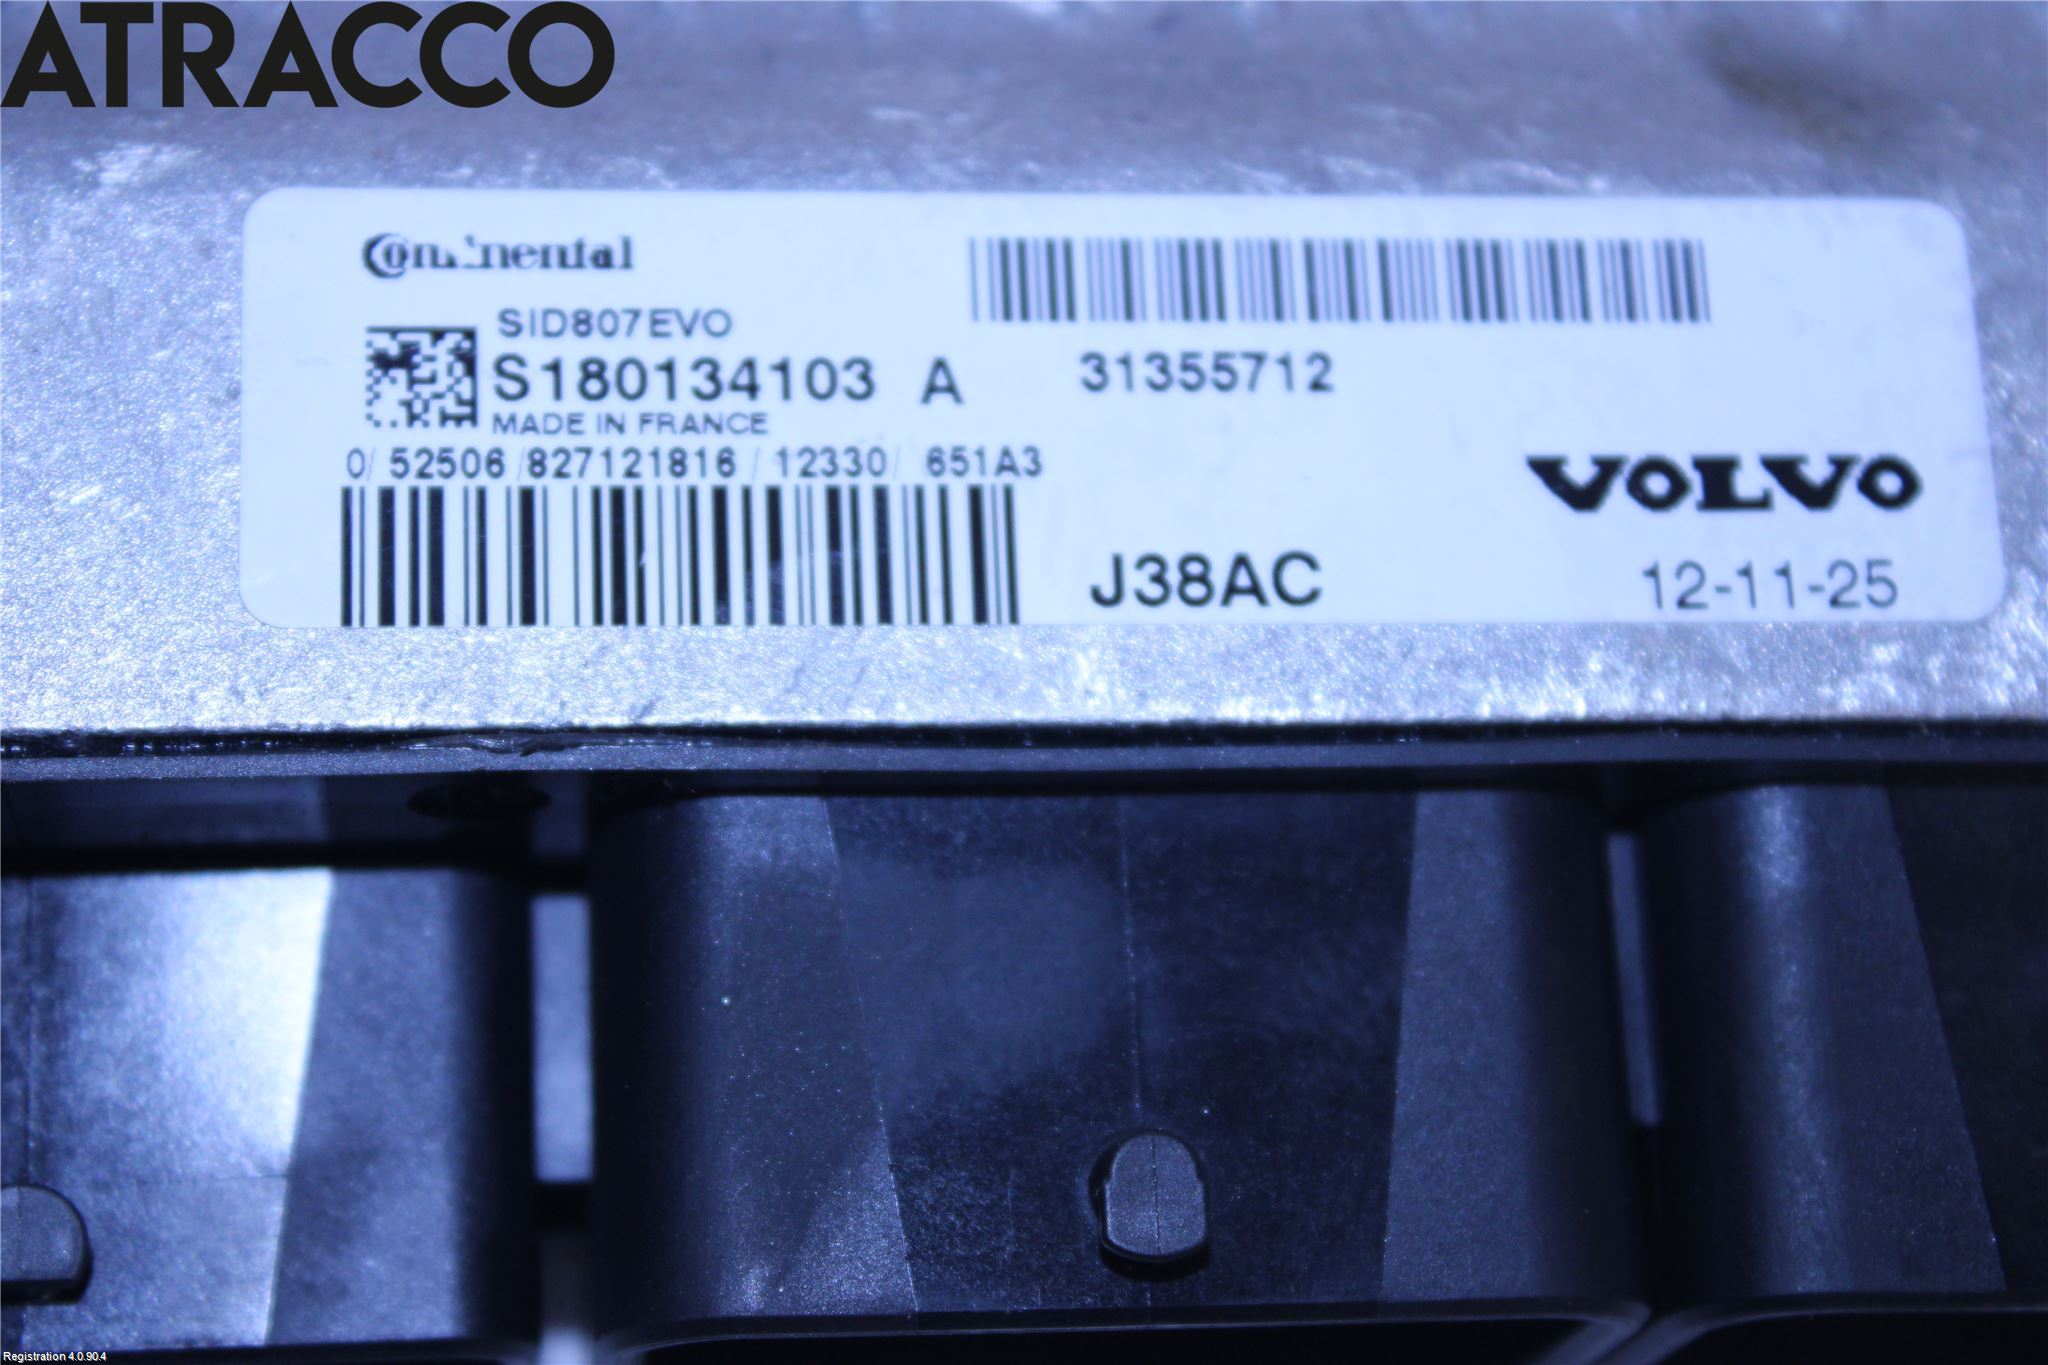 ATRACCO
Continental
SID807EVO
S180134103 A
MADE IN FRANCE
0/ 52506 /827121816 /12330/ 651A3
31355712
VOLVO
J38AC
12-11-25
Registration 4.0.90.4